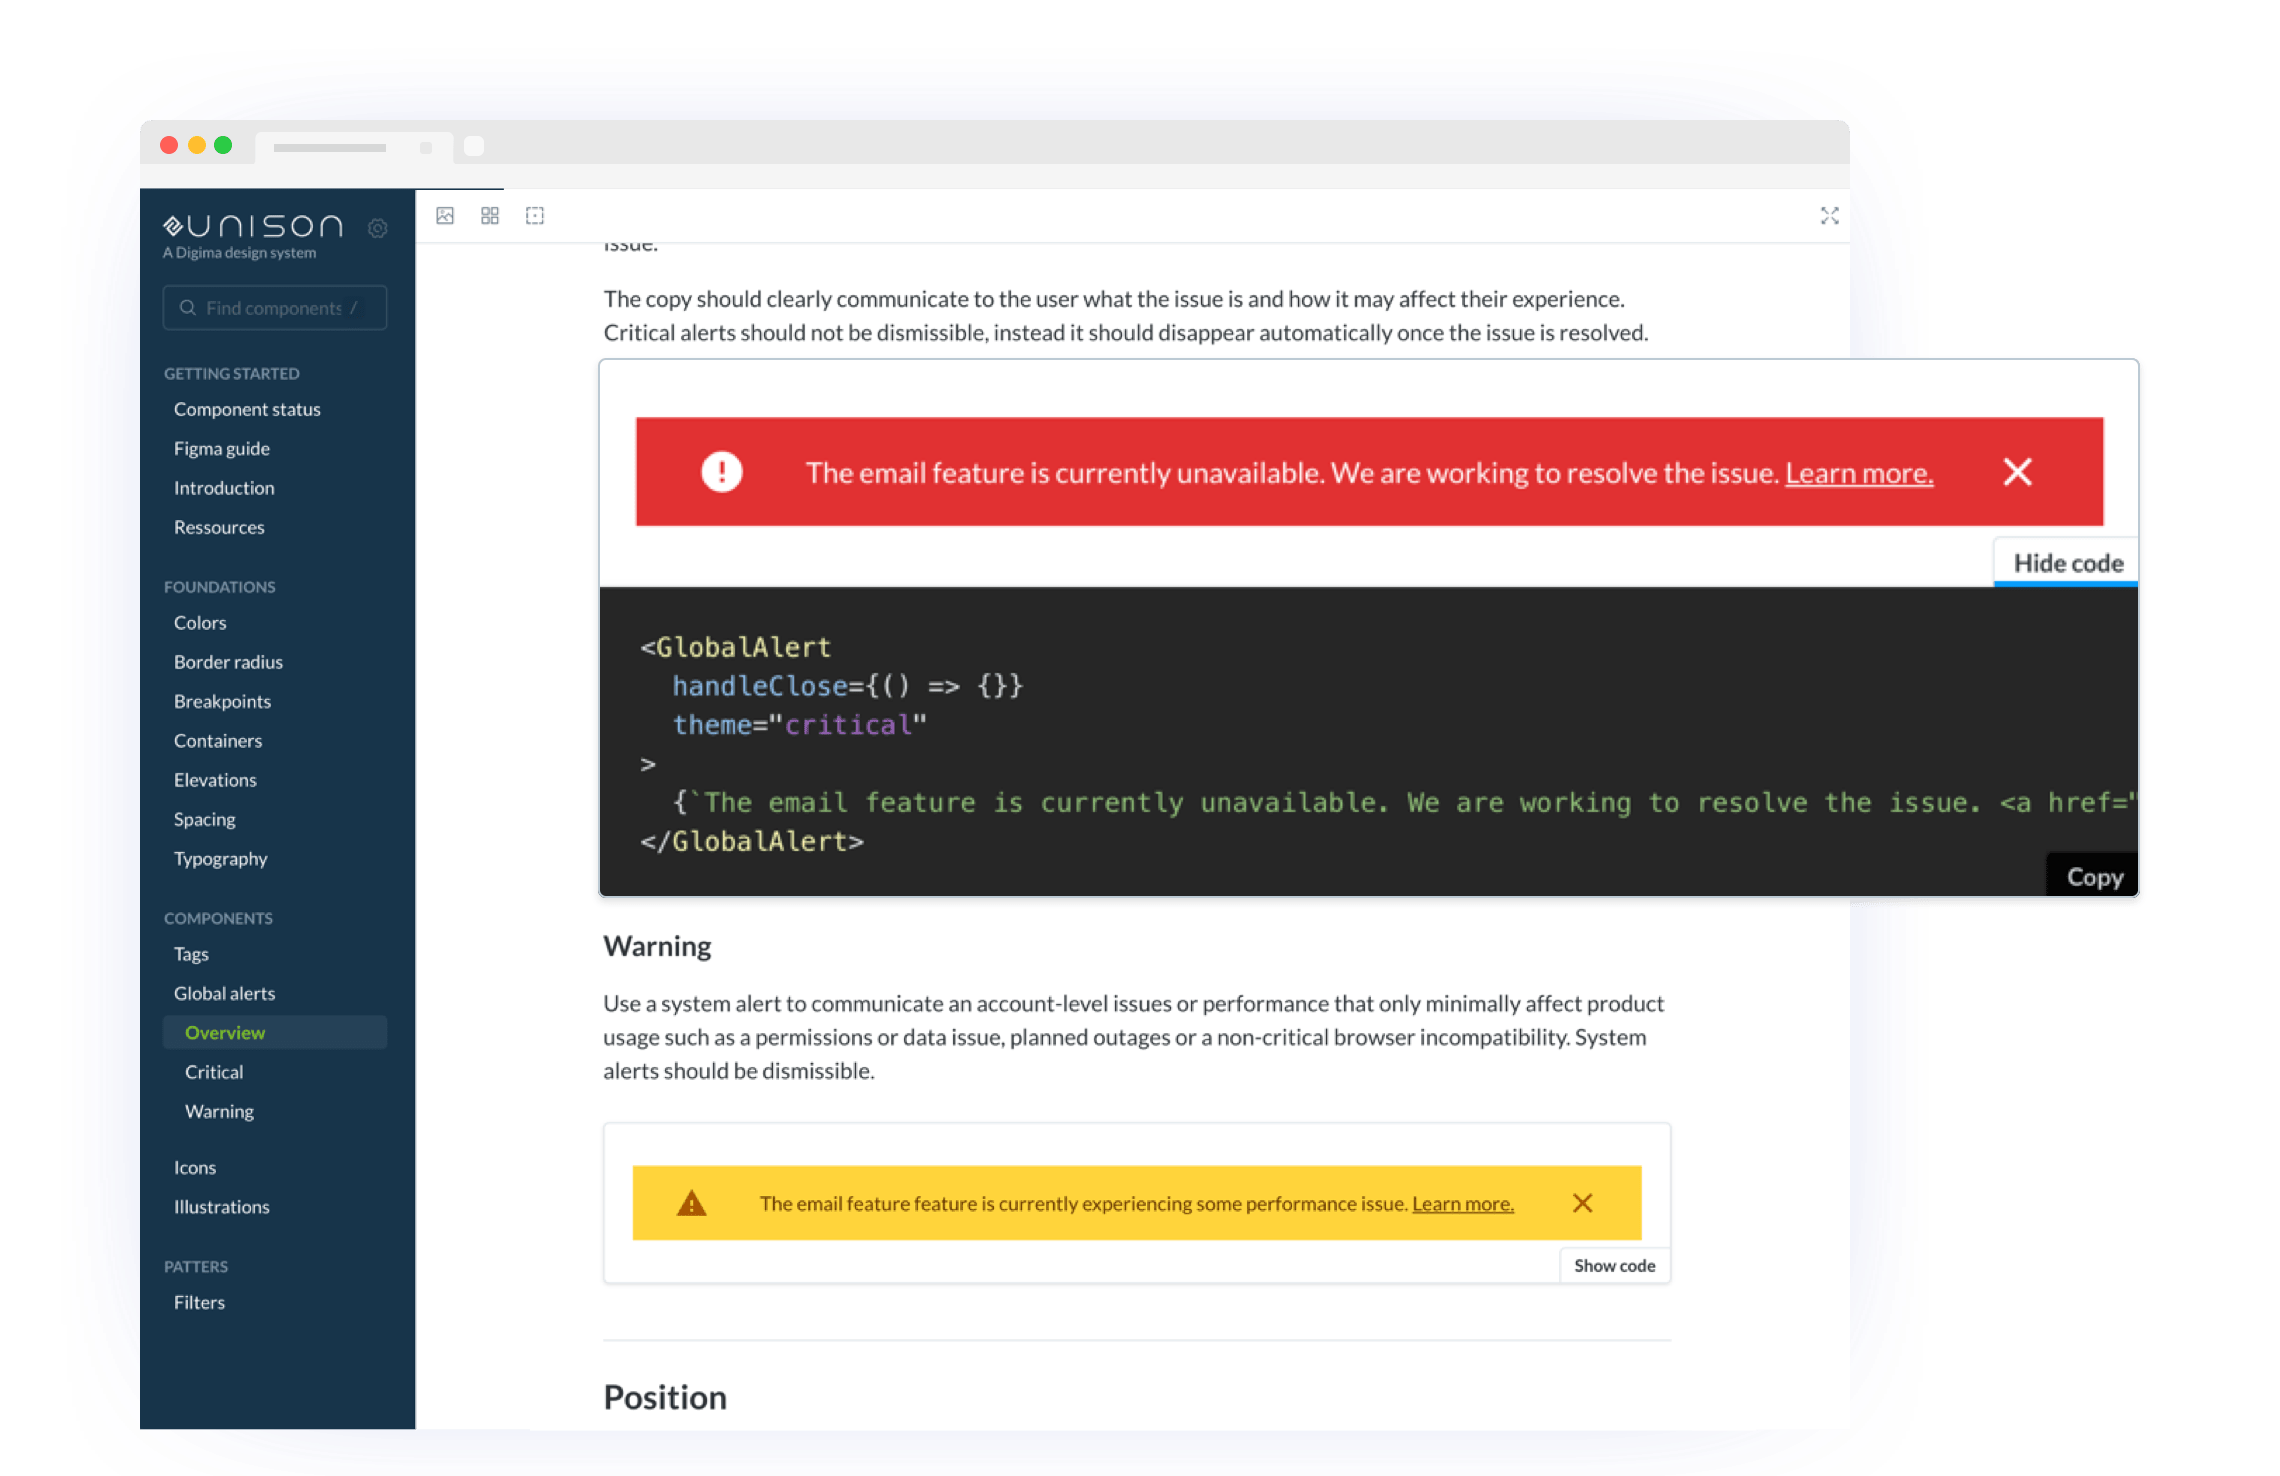 UNISON
A Digima design system
Find components /
GETTING STARTED
Component status
Figma guide
Introduction
Ressources
FOUNDATIONS
Colors
Border radius
Breakpoints
Containers
Elevations
Spacing
Typography
COMPONENTS
Tags
Global alerts
Overview
Critical
Warning
Icons
Illustrations
PATTERS
Filters
issue.
The copy should clearly communicate to the user what the issue is and how it may affect their experience.
Critical alerts should not be dismissible, instead it should disappear automatically once the issue is resolved.
The email feature is currently unavailable. We are working to resolve the issue. Learn more.
Hide code
<GlobalAlert
handleClose={() => {}}
theme="critical"
>
{`The email feature is currently unavailable. We are working to resolve the issue. <a href="
</GlobalAlert>
Copy
Warning
Use a system alert to communicate an account-level issues or performance that only minimally affect product
usage such as a permissions or data issue, planned outages or a non-critical browser incompatibility. System
alerts should be dismissible.
The email feature feature is currently experiencing some performance issue. Learn more.
Show code
Position